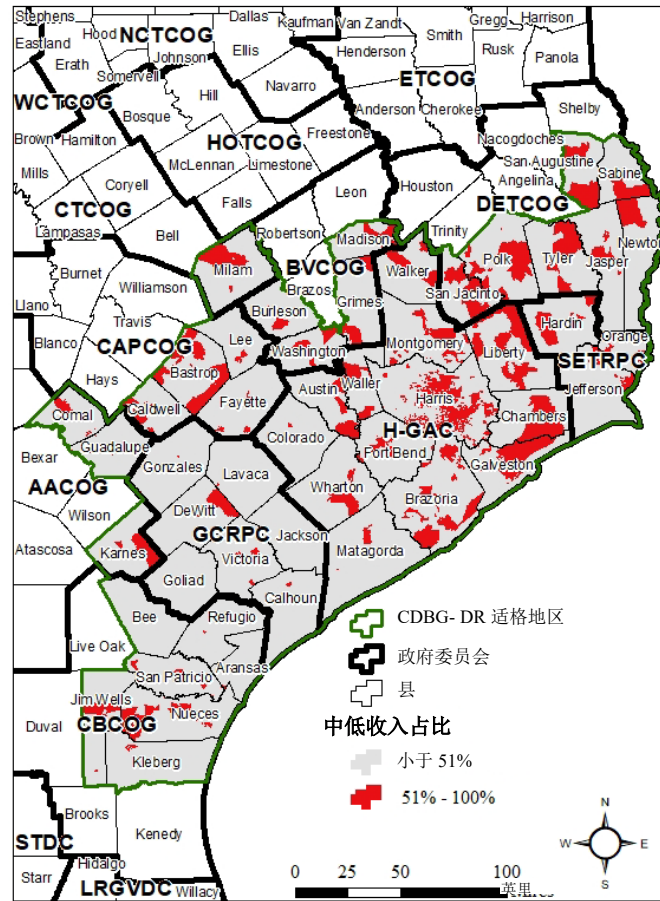 Stephens
Hood
NCTCOG
Johnson
Dallas
Ellis
Kaufman
Van Zandt
Smith
Gregg
Harrison
Eastland
Erath
Somervell
Hill
Navarro
Henderson
Rusk
Panola
ETCOG
WCTCOG
Bosque
Anderson
Cherokee
Shelby
Brown
Hamilton
HOTCOG
Freestone
Nacogdoches
McLennan
Limestone
San Augustine
Mills
Coryell
Leon
Houston
Angelina
Sabine
CTCOG
Falls
DETCOG
Lampasas
Bell
Robertson
Madison
Trinity
Newton
Burnet
Milam
BVCOG
Walker
Polk
Tyler
Jasper
Williamson
Brazos
Grimes
San Jacinto
Llano
Travis
Burleson
Hardin
Blanco
CAPCOG
Lee
Washington
Montgomery
Liberty
Orange
SETRPC
Hays
Bastrop
Austin
Waller
Harris
Jefferson
Comal
Caldwell
Fayette
Chambers
Guadalupe
Colorado
H-GAC
Bexar
Gonzales
Fort Bend
Galveston
AACOG
Lavaca
Wharton
Wilson
DeWitt
Brazoria
Atascosa
Karnes
GCRPC
Jackson
Matagorda
Victoria
Goliad
Calhoun
Bee
Refugio
Live Oak
Aransas
San Patricio
Jim Wells
Nueces
Duval
CBCOG
Kleberg
Brooks
Kenedy
STDC
Hidalgo
Starr
LRGVDC
Willacy
CDBG- DR 适格地区
政府委员会
县
中低收入占比
小于 51%
51% - 100%
N
W
E
S
0 25 50 100
英里